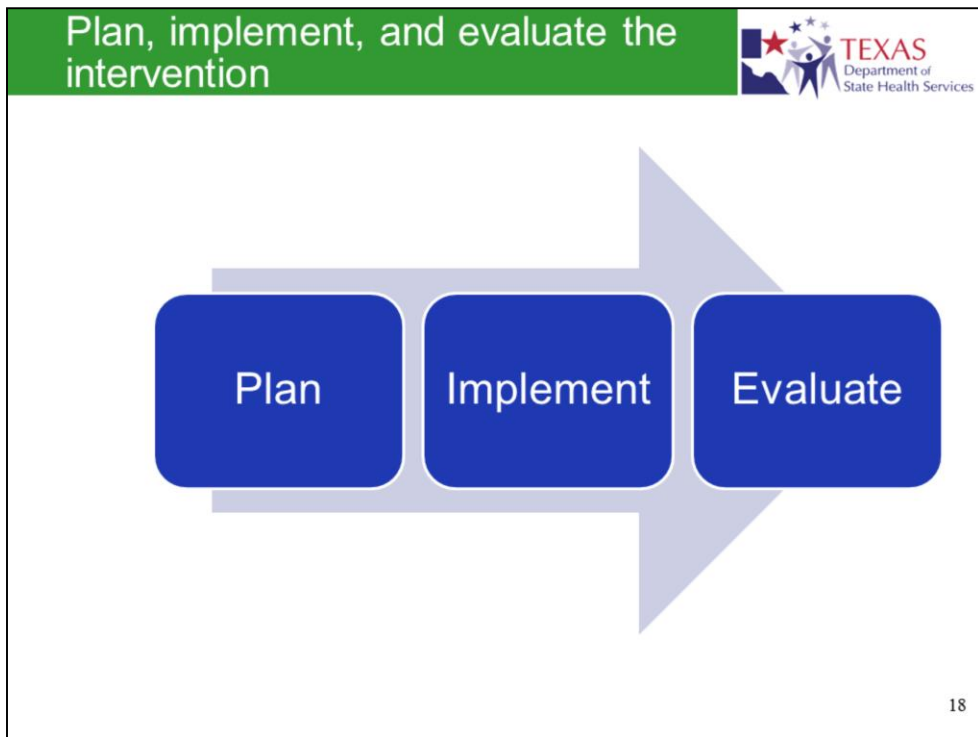 Plan, implement, and evaluate the
intervention
TEXAS
Department of
State Health Services
Plan
Implement
Evaluate
18